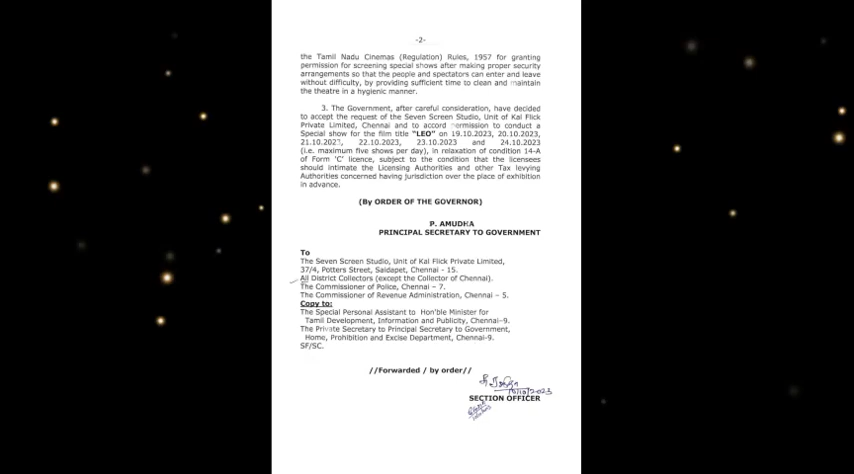 -2-
the Tamil Nadu Cinemas (Regulation) Rules, 1957 for granting
permission for screening special shows after making proper security
arrangements so that the people and spectators can enter and leave
without difficulty, by providing sufficient time to clean and maintain
the theatre in a hygienic manner.
3. The Government, after careful consideration, have decided
to accept the request of the Seven Screen Studio, Unit of Kal Flick
Private Limited, Chennai and to accord permission to conduct a
Special show for the film title “LEO” on 19.10.2023, 20.10.2023,
21.10.2023, 22.10.2023, 23.10.2023 and 24.10.2023
(i.e. maximum five shows per day), in relaxation of condition 14-A
of Form ‘C’ licence, subject to the condition that the licensees
should intimate the Licensing Authorities and other Tax levying
Authorities concerned having jurisdiction over the place of exhibition
in advance.
(By ORDER OF THE GOVERNOR)
P. AMUDHA
PRINCIPAL SECRETARY TO GOVERNMENT
To
The Seven Screen Studio, Unit of Kal Flick Private Limited,
37/4, Potters Street, Saidapet, Chennai - 15.
All District Collectors (except the Collector of Chennai).
The Commissioner of Police, Chennai – 7.
The Commissioner of Revenue Administration, Chennai – 5.
Copy to:
The Special Personal Assistant to Hon'ble Minister for
Tamil Development, Information and Publicity, Chennai-9.
The Private Secretary to Principal Secretary to Government,
Home, Prohibition and Excise Department, Chennai-9.
SF/SC.
//Forwarded / by order//
SECTION OFFICER